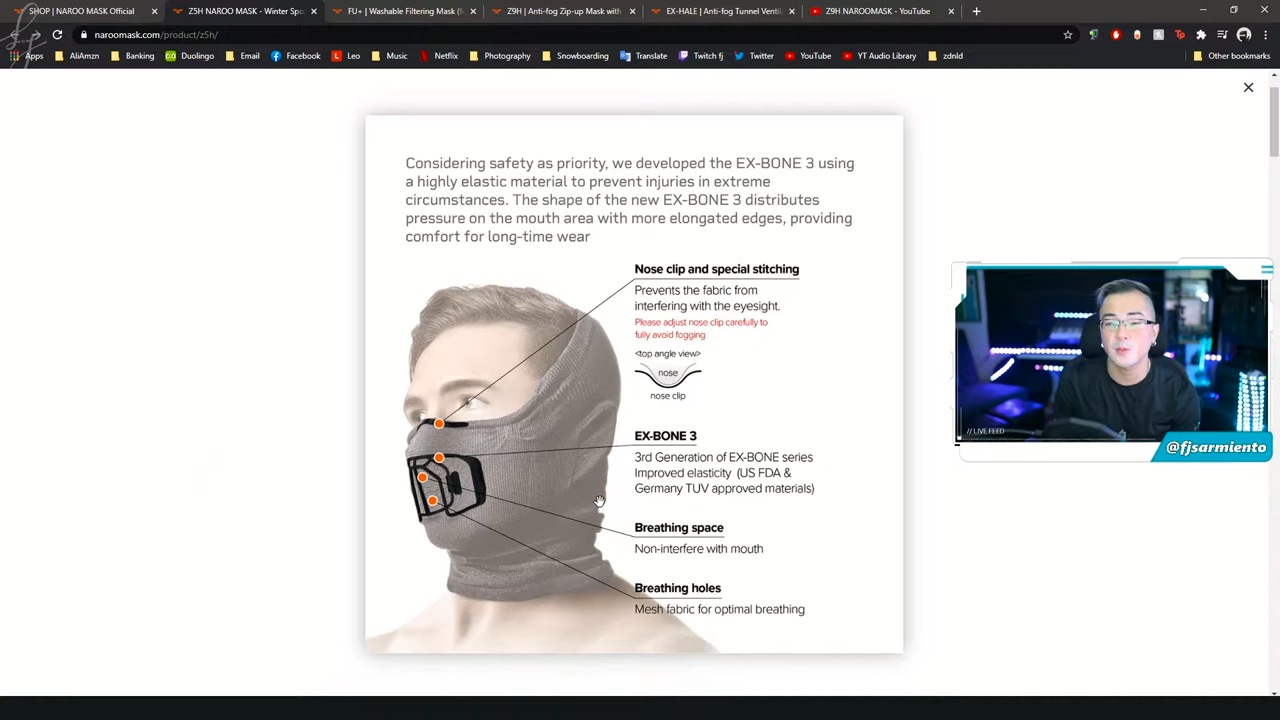 SHOP | NAROO MASK Official
Z5H NAROO MASK - Winter Spo
FU+ | Washable Filtering Mask (
Z9H | Anti-fog Zip-up Mask with
EX-HALE | Anti-fog Tunnel Ventil
Z9H NAROOMASK - YouTube
naroomask.com/product/z5h/
Apps
AliAmzn
Banking
Duolingo
Email
Facebook
Leo
Music
Netflix
Photography
Snowboarding
Translate
Twitch fj
Twitter
YouTube
YT Audio Library
zdnld
Other bookmarks
Considering safety as priority, we developed the EX-BONE 3 using
a highly elastic material to prevent injuries in extreme
circumstances. The shape of the new EX-BONE 3 distributes
pressure on the mouth area with more elongated edges, providing
comfort for long-time wear
Nose clip and special stitching
Prevents the fabric from
interfering with the eyesight.
Please adjust nose clip carefully to
fully avoid fogging
<top angle view>
nose
nose clip
EX-BONE 3
3rd Generation of EX-BONE series
Improved elasticity (US FDA &
Germany TUV approved materials)
Breathing space
Non-interfere with mouth
Breathing holes
Mesh fabric for optimal breathing
// LIVE FEED
@fjsarmiento